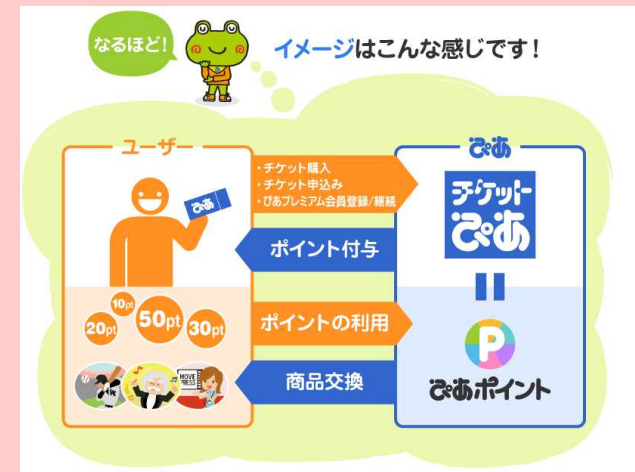 なるほど!
イメージはこんな感じです!
ユーザー
ぴあ
・チケット購入
・チケット申込み
・ぴあプレミアム会員登録/継続
ぴあ
チケット
ぴあ
ポイント付与
10pt
20pt
50pt
30pt
ポイントの利用
P
ぴあポイント
MOVIE
PRESS
商品交換